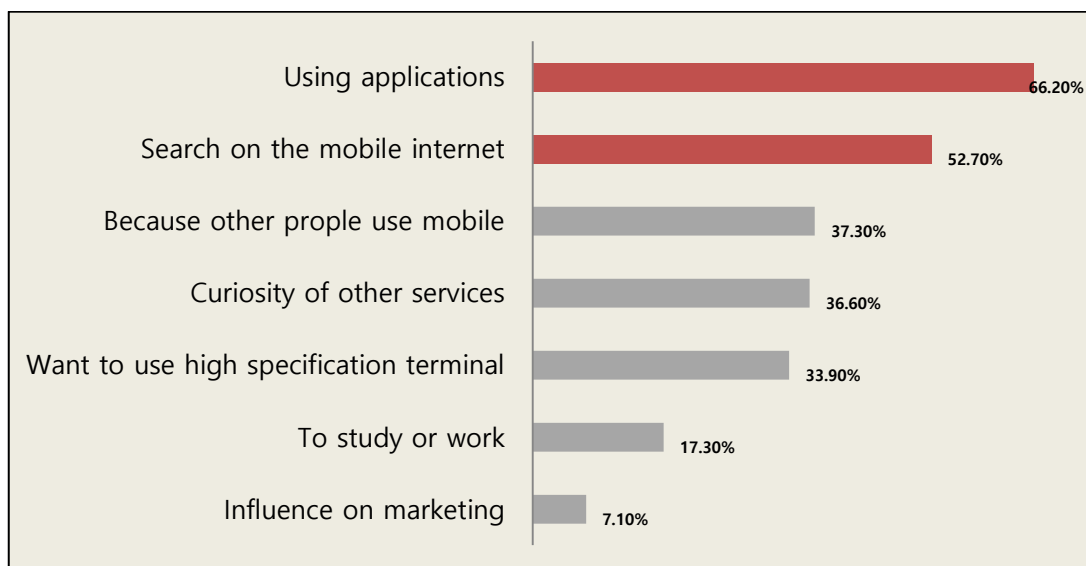 Using applications 66.20%
Search on the mobile internet 52.70%
Because other prople use mobile 37.30%
Curiosity of other services 36.60%
Want to use high specification terminal 33.90%
To study or work 17.30%
Influence on marketing 7.10%